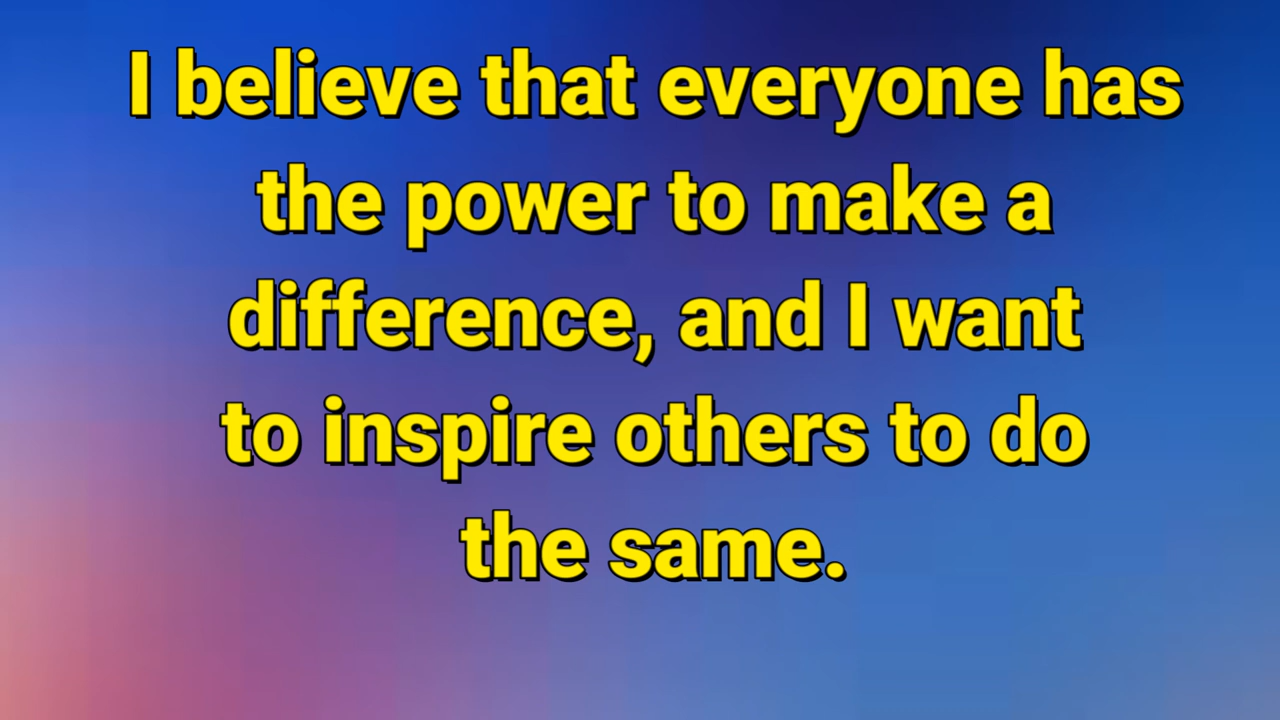 I believe that everyone has
the power to make a
difference, and I want
to inspire others to do
the same.